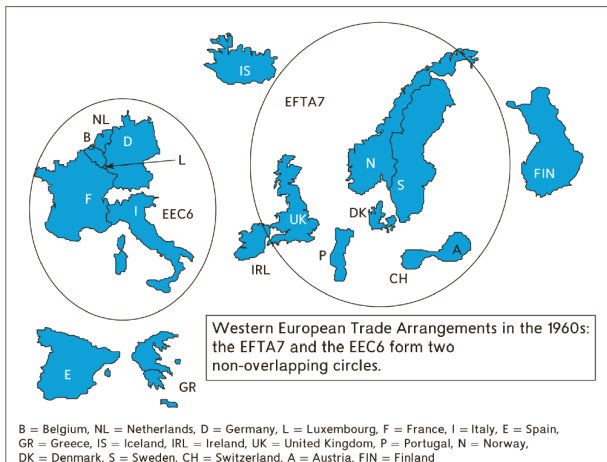 IS
EFTA7
NL
B
D
L
N
FIN
F
S
I
EEC6
DK
UK
A
IRL
P
CH
Western European Trade Arrangements in the 1960s:
the EFTA7 and the EEC6 form two
non-overlapping circles.
E
GR
B = Belgium, NL = Netherlands, D = Germany, L = Luxembourg, F = France, I = Italy, E = Spain,
GR = Greece, IS = Iceland, IRL = Ireland, UK = United Kingdom, P = Portugal, N = Norway,
DK = Denmark, S = Sweden, CH = Switzerland, A = Austria, FIN = Finland